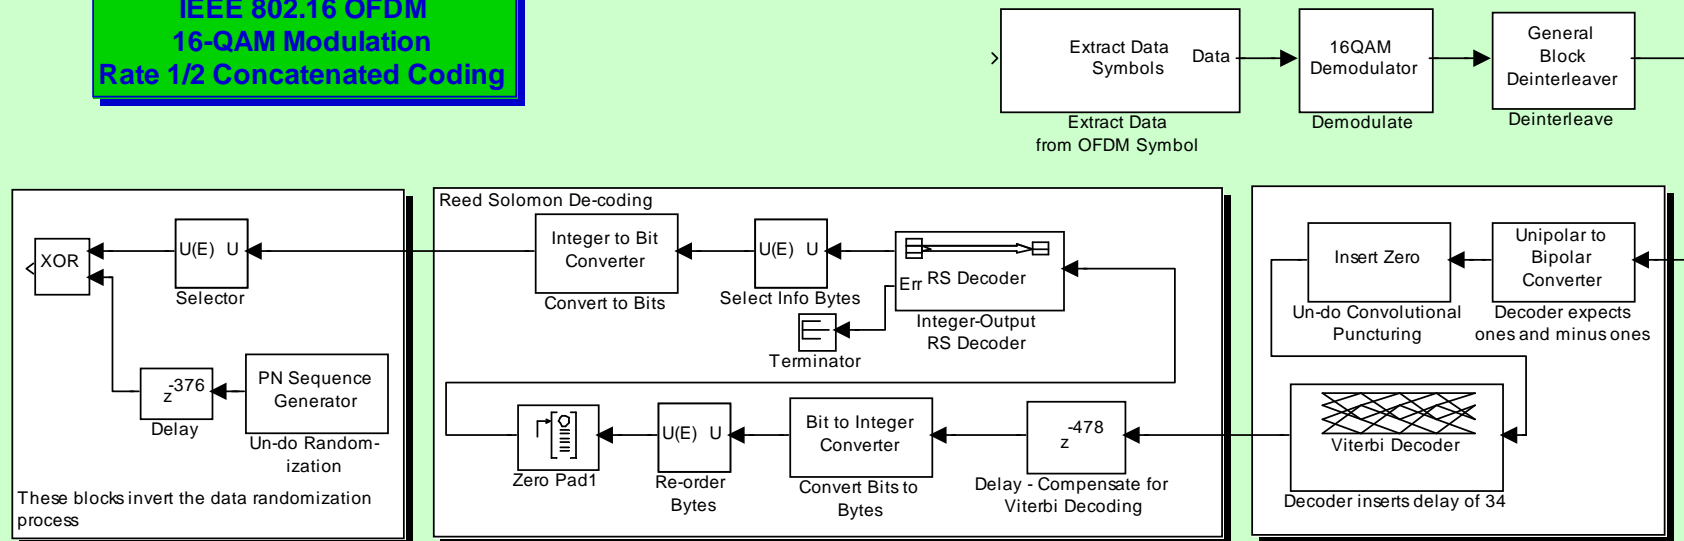 IEEE 802.16 OFDM
16-QAM Modulation
Rate 1/2 Concatenated Coding
Extract Data
Symbols
Data
Extract Data
from OFDM Symbol
16QAM
Demodulator
Demodulate
General
Block
Deinterleaver
Deinterleave
XOR
U(E) U
Selector
z-376
Delay
PN Sequence
Generator
Un-do Random-
ization
These blocks invert the data randomization
process
Reed Solomon De-coding
Integer to Bit
Converter
Convert to Bits
U(E) U
Select Info Bytes
Err RS Decoder
Integer-Output
RS Decoder
Terminator
Zero Pad1
U(E) U
Re-order
Bytes
Bit to Integer
Converter
Convert Bits to
Bytes
z-478
Delay - Compensate for
Viterbi Decoding
Insert Zero
Un-do Convolutional
Puncturing
Unipolar to
Bipolar
Converter
Decoder expects
ones and minus ones
Viterbi Decoder
Decoder inserts delay of 34